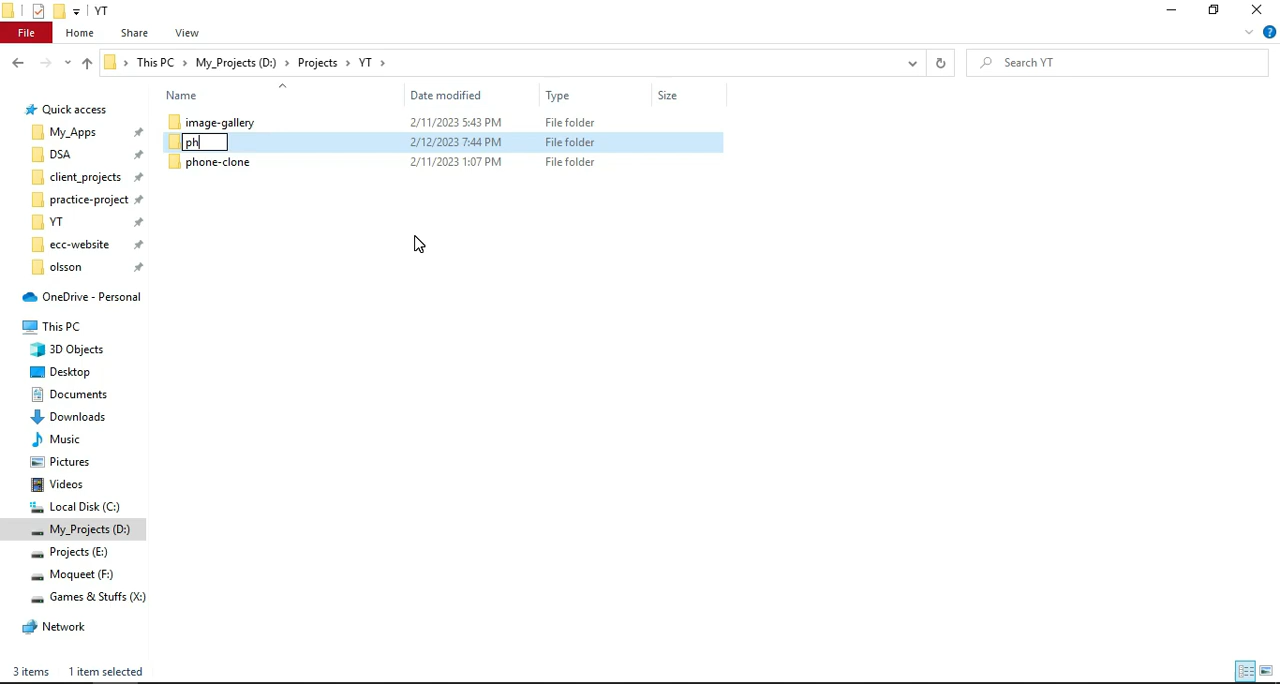 YT
File Home Share View
This PC My_Projects (D:) Projects YT Search YT
Name Date modified Type Size
image-gallery 2/11/2023 5:43 PM File folder
ph 2/12/2023 7:44 PM File folder
phone-clone 2/11/2023 1:07 PM File folder
Quick access
My_Apps
DSA
client_projects
practice-project
YT
ecc-website
olsson
OneDrive - Personal
This PC
3D Objects
Desktop
Documents
Downloads
Music
Pictures
Videos
Local Disk (C:)
My_Projects (D:)
Projects (E:)
Moqueet (F:)
Games & Stuffs (X:)
Network
3 items 1 item selected